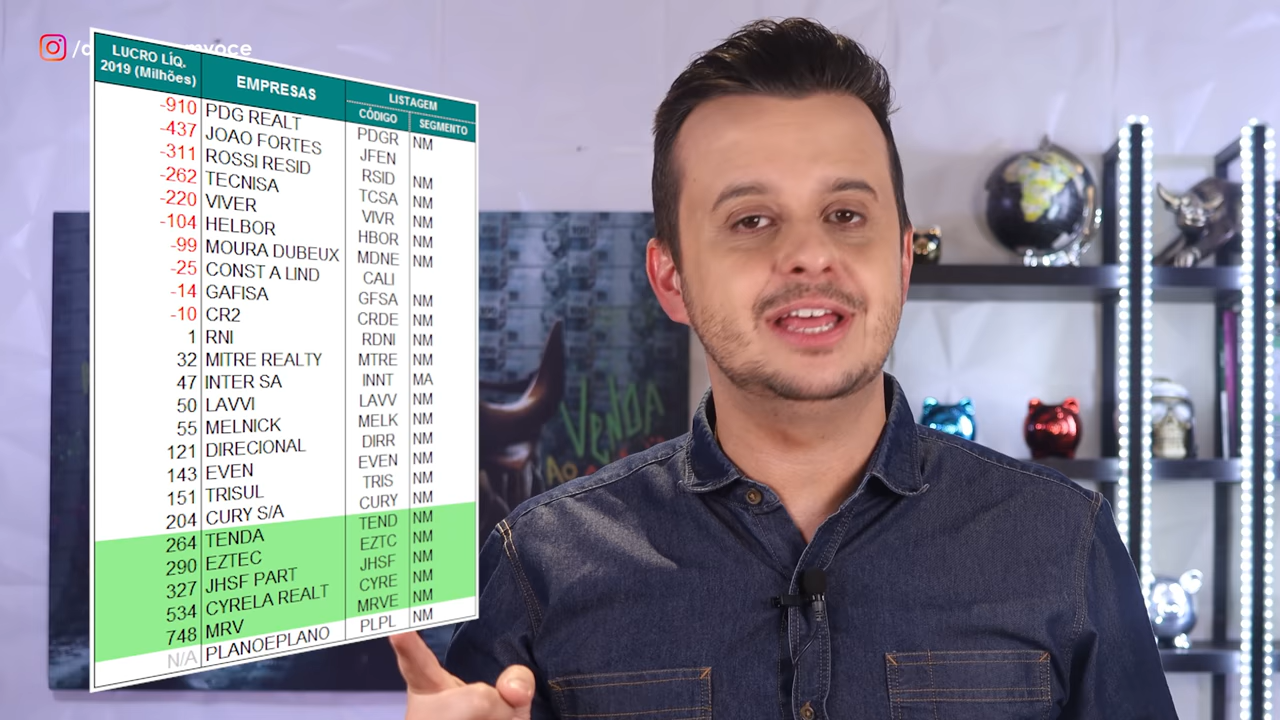 LUCRO LÍQ. 2019 (Milhões) EMPRESAS LISTAGEM
CÓDIGO SEGMENTO
-910 PDG REALT PDGR NM
-437 JOAO FORTES JFEN
-311 ROSSI RESID RSID NM
-262 TECNISA TCSA NM
-220 VIVER VIVR NM
-104 HELBOR HBOR NM
-99 MOURA DUBEUX MDNE NM
-25 CONST A LIND CALI
-14 GAFISA GFSA NM
-10 CR2 CRDE NM
1 RNI RDNI NM
32 MITRE REALTY MTRE NM
47 INTER SA INNT MA
50 LAVVI LAVV NM
55 MELNICK MELK NM
121 DIRECIONAL DIRR NM
143 EVEN EVEN NM
151 TRISUL TRIS NM
204 CURY S/A CURY NM
264 TENDA TEND NM
290 EZTEC EZTC NM
327 JHSF PART JHSF NM
534 CYRELA REALT CYRE NM
748 MRV MRVE NM
N/A PLANOEPLANO PLPL NM
VENDA
AO